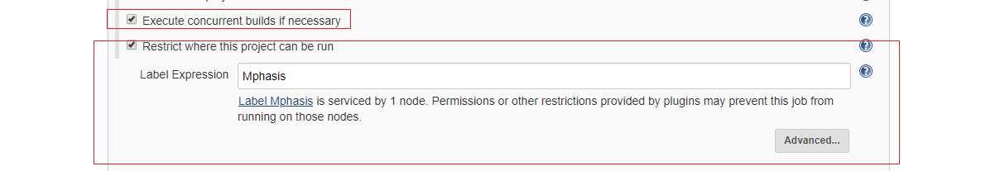 Execute concurrent builds if necessary
Restrict where this project can be run
Label Expression Mphasis
Label Mphasis is serviced by 1 node. Permissions or other restrictions provided by plugins may prevent this job from
running on those nodes.
Advanced...